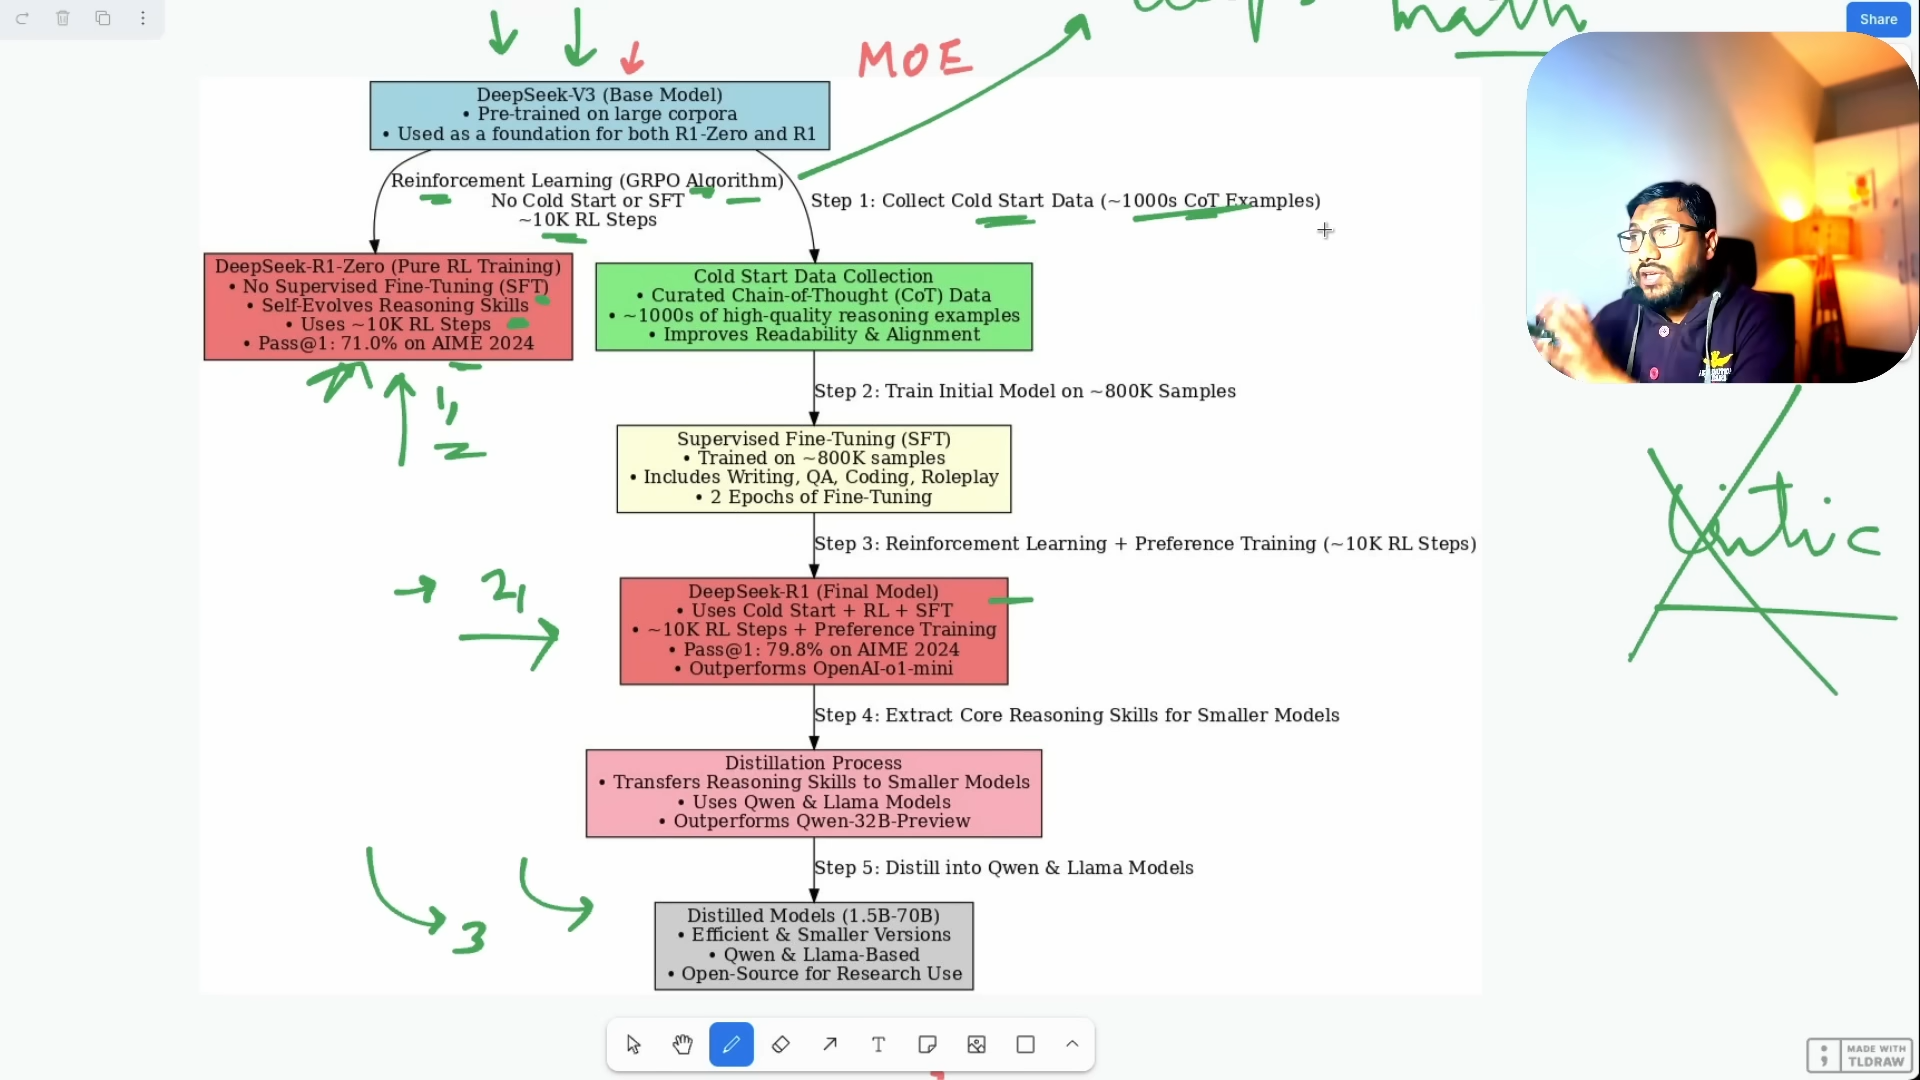 Share
math
MOE
DeepSeek-V3 (Base Model)
• Pre-trained on large corpora
• Used as a foundation for both R1-Zero and R1
Reinforcement Learning (GRPO Algorithm)
No Cold Start or SFT
~10K RL Steps
Step 1: Collect Cold Start Data (~1000s CoT Examples)
DeepSeek-R1-Zero (Pure RL Training)
• No Supervised Fine-Tuning (SFT)
• Self-Evolves Reasoning Skills
• Uses ~10K RL Steps
• Pass@1: 71.0% on AIME 2024
Cold Start Data Collection
• Curated Chain-of-Thought (CoT) Data
• ~1000s of high-quality reasoning examples
• Improves Readability & Alignment
1,
Step 2: Train Initial Model on ~800K Samples
Supervised Fine-Tuning (SFT)
• Trained on ~800K samples
• Includes Writing, QA, Coding, Roleplay
• 2 Epochs of Fine-Tuning
Step 3: Reinforcement Learning + Preference Training (~10K RL Steps)
2,
DeepSeek-R1 (Final Model)
• Uses Cold Start + RL + SFT
• ~10K RL Steps + Preference Training
• Pass@1: 79.8% on AIME 2024
• Outperforms OpenAI-o1-mini
Step 4: Extract Core Reasoning Skills for Smaller Models
Distillation Process
• Transfers Reasoning Skills to Smaller Models
• Uses Qwen & Llama Models
• Outperforms Qwen-32B-Preview
Step 5: Distill into Qwen & Llama Models
3
Distilled Models (1.5B-70B)
• Efficient & Smaller Versions
• Qwen & Llama-Based
• Open-Source for Research Use
MADE WITH
TLDRAW